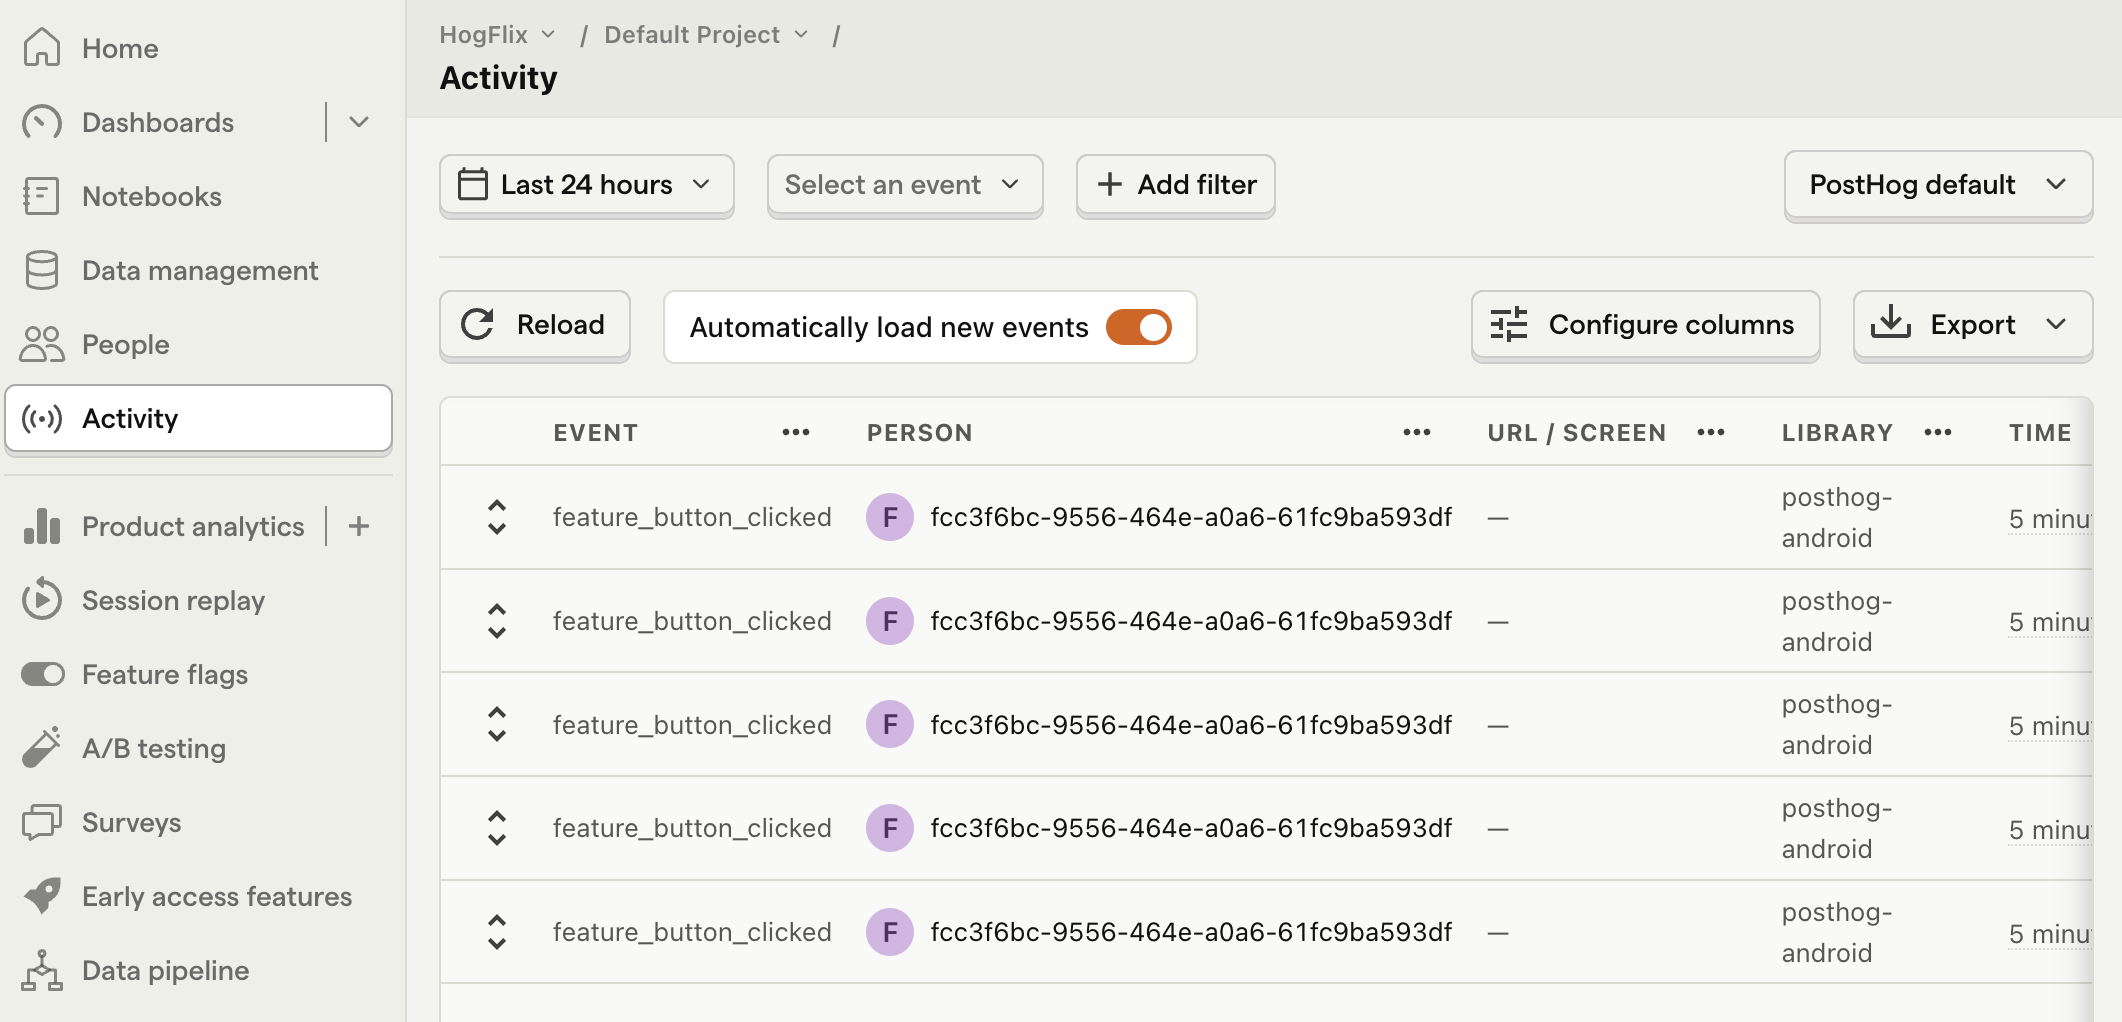 Home
Dashboards
Notebooks
Data management
People
Activity
Product analytics
Session replay
Feature flags
A/B testing
Surveys
Early access features
Data pipeline
HogFlix / Default Project /
Activity
Last 24 hours Select an event Add filter PostHog default
Reload Automatically load new events Configure columns Export
EVENT PERSON URL / SCREEN LIBRARY TIME
feature_button_clicked F fcc3f6bc-9556-464e-a0a6-61fc9ba593df — posthog-
android
5 minu
feature_button_clicked F fcc3f6bc-9556-464e-a0a6-61fc9ba593df — posthog-
android
5 minu
feature_button_clicked F fcc3f6bc-9556-464e-a0a6-61fc9ba593df — posthog-
android
5 minu
feature_button_clicked F fcc3f6bc-9556-464e-a0a6-61fc9ba593df — posthog-
android
5 minu
feature_button_clicked F fcc3f6bc-9556-464e-a0a6-61fc9ba593df — posthog-
android
5 minu